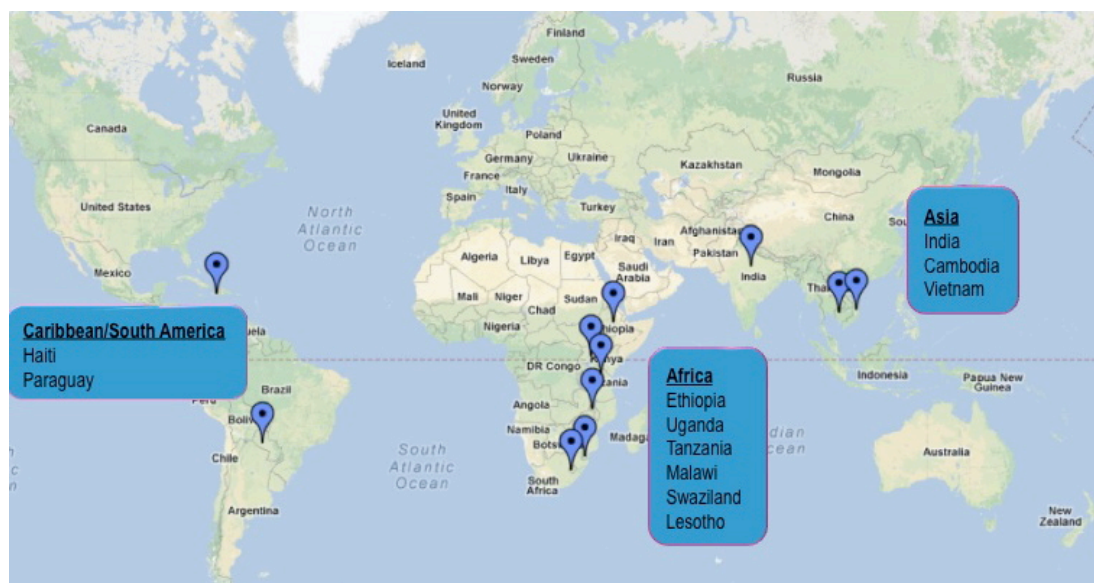 Finland
Iceland
Sweden
Russia
Norway
Canada
United
Kingdom
Poland
Germany
Ukraine
Kazakhstan
Mongolia
France
Italy
Spain
Turkey
United States
North
Atlantic
Ocean
China
Afghanistan
Iraq
Iran
Pakistan
Algeria
Libya
Egypt
Saudi
Arabia
Mexico
India
Mali
Niger
Chad
Sudan
Nigeria
DR Congo
Indonesia
Papua New
Guinea
Brazil
Angola
Namibia
South
Atlantic
Ocean
Chile
South
Africa
Australia
Argentina
New
Zealand
Caribbean/South America
Haiti
Paraguay
Africa
Ethiopia
Uganda
Tanzania
Malawi
Swaziland
Lesotho
Asia
India
Cambodia
Vietnam